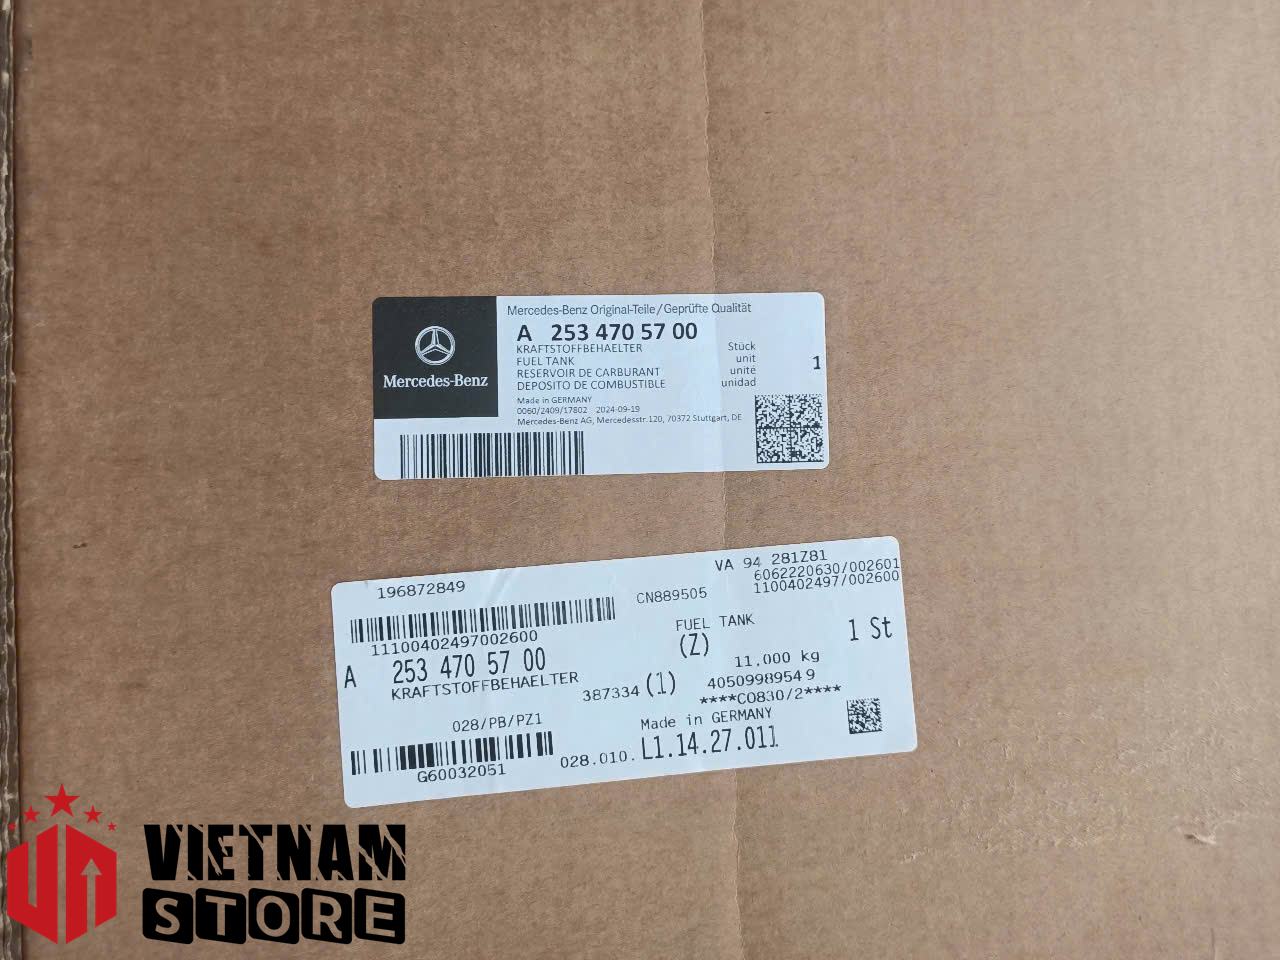 Mercedes-Benz Original-Teile/Geprüfte Qualität
A 253 470 57 00
KRAFTSTOFFBEHAELTER
FUEL TANK
RESERVOIR DE CARBURANT
DEPOSITO DE COMBUSTIBLE
Stück
unit
unité
unidad
1
Mercedes-Benz
Made in GERMANY
0060/2409/17802 2024-09-19
Mercedes-Benz AG, Mercedesstr.120, 70372 Stuttgart, DE
196872849
VA 94 281Z81
6062220630/002601
1100402497/002600
CN889505
11100402497002600
FUEL TANK
(Z)
1 St
A 253 470 57 00
KRAFTSTOFFBEHAELTER
11,000 kg
387334 (1)
4050998954 9
****C0830/2****
028/PB/PZ1
Made in GERMANY
028.010. L1.14.27.011
G60032051
VIETNAM
STORE